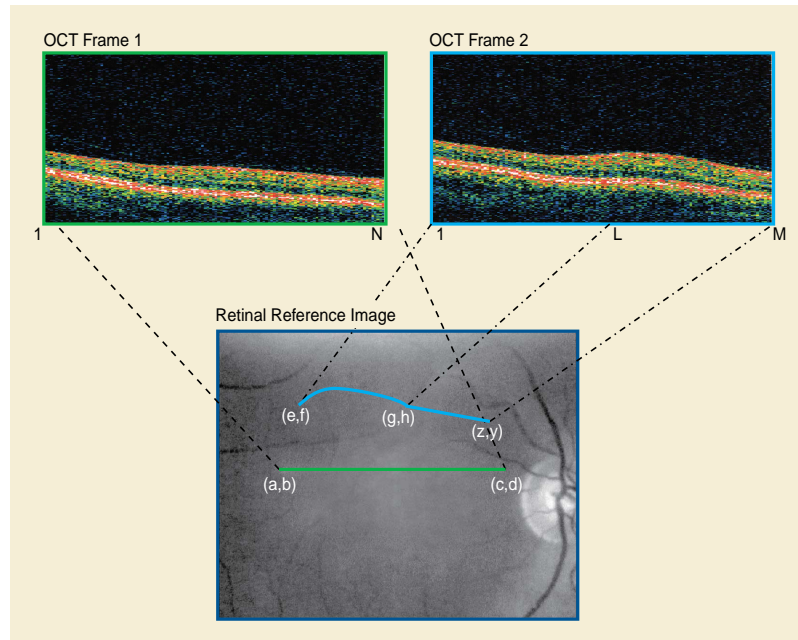 OCT Frame 1
OCT Frame 2
1 N
1 L M
Retinal Reference Image
(e,f) (g,h) (z,y)
(a,b) (c,d)